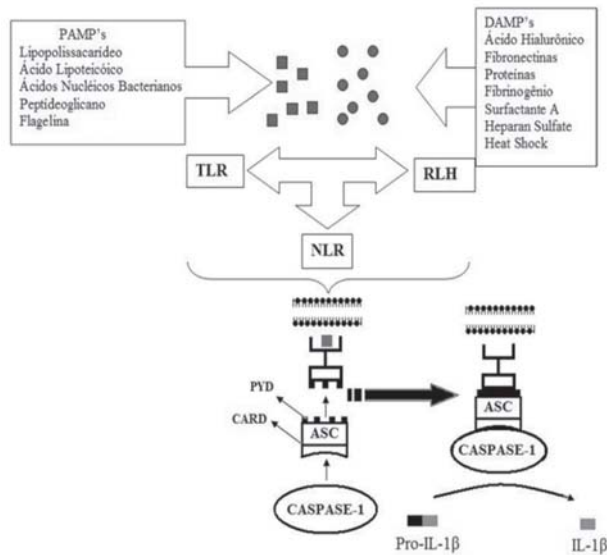 PAMP's
Lipopolissacarídeo
Ácido Lipoteicóico
Ácidos Nucléicos Bacterianos
Peptideoglicano
Flagelina
DAMP's
Ácido Hialurônico
Fibronectinas
Proteínas
Fibrinogênio
Surfactante A
Heparan Sulfate
Heat Shock
TLR
RLH
NLR
PYD
CARD
ASC
CASPASE-1
ASC
CASPASE-1
Pro-IL-1β
IL-1β